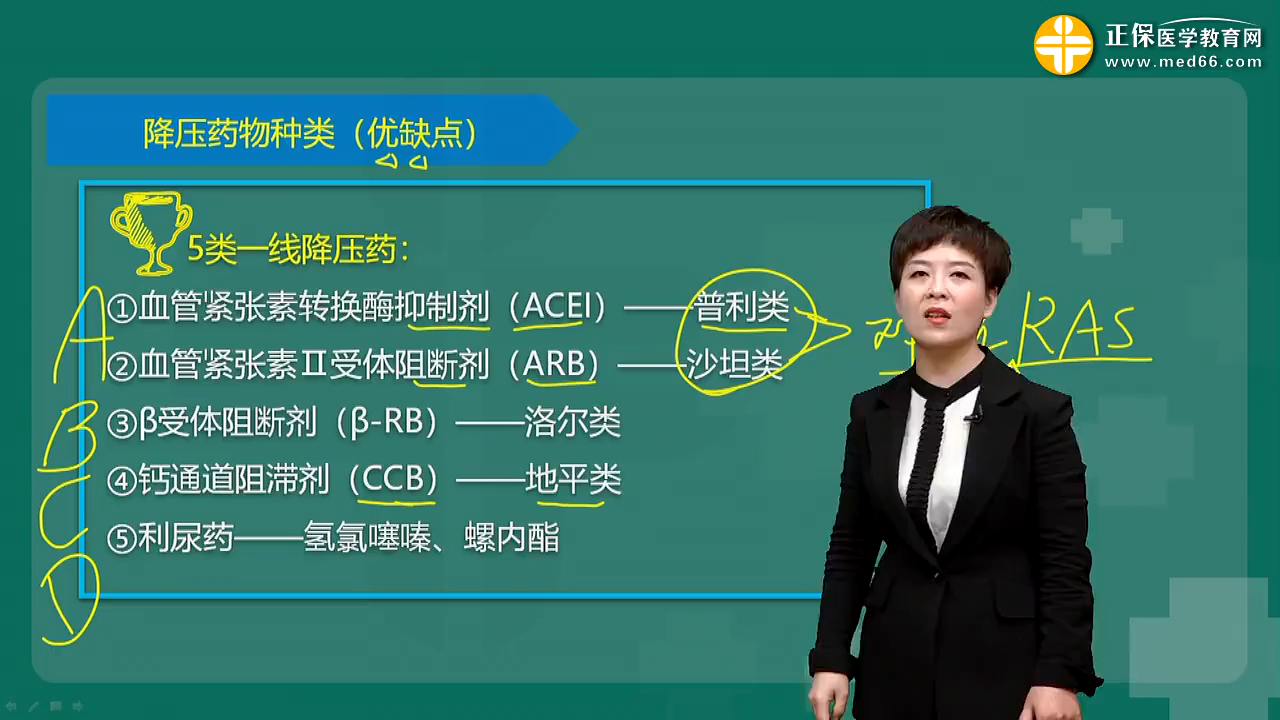 正保医学教育网
www.med66.com
降压药物种类（优缺点）
5类一线降压药：
①血管紧张素转换酶抑制剂（ACEI）——普利类
②血管紧张素Ⅱ受体阻断剂（ARB）——沙坦类
RAS
③β受体阻断剂（β-RB）——洛尔类
④钙通道阻滞剂（CCB）——地平类
⑤利尿药——氢氯噻嗪、螺内酯
A
B
C
D